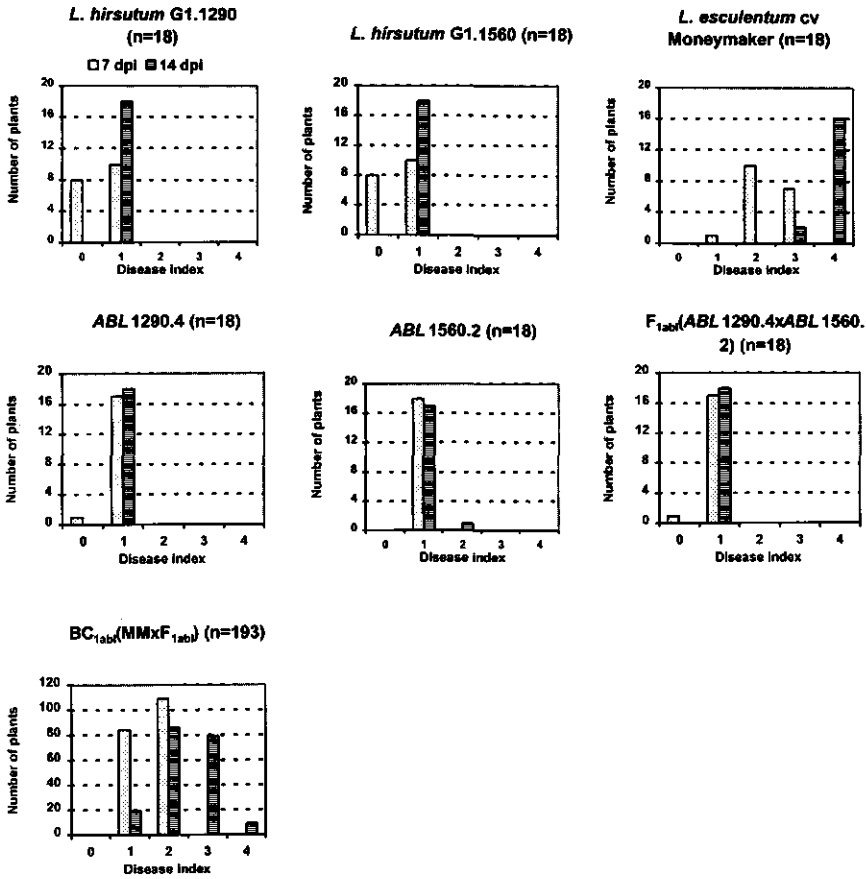 L. hirsutum G1.1290
(n=18)
7 dpi 14 dpi
Number of plants
20
16
12
8
4
0
0 1 2 3 4
Disease index
L. hirsutum G1.1560 (n=18)
Number of plants
20
16
12
8
4
0
0 1 2 3 4
Disease index
L. esculentum cv
Moneymaker (n=18)
Number of plants
20
16
12
8
4
0
0 1 2 3 4
Disease index
ABL 1290.4 (n=18)
Number of plants
20
16
12
8
4
0
0 1 2 3 4
Disease index
ABL 1560.2 (n=18)
Number of plants
20
16
12
8
4
0
0 1 2 3 4
Disease index
F1abl(ABL 1290.4xABL 1560.
2) (n=18)
Number of plants
20
16
12
8
4
0
0 1 2 3 4
Disease index
BC1abl(MMxF1abl) (n=193)
Number of plants
120
100
80
60
40
20
0
0 1 2 3 4
Disease index